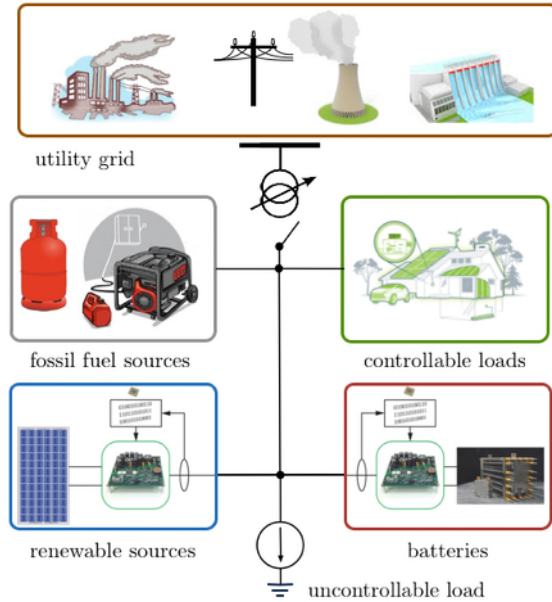 utility grid
fossil fuel sources
controllable loads
renewable sources
batteries
uncontrollable load